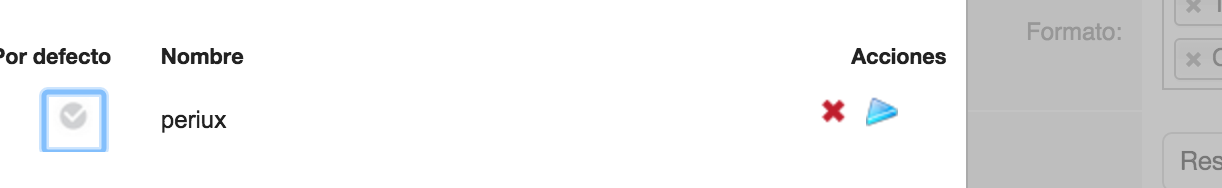 Por defecto Nombre Acciones
periux
Formato:
Res